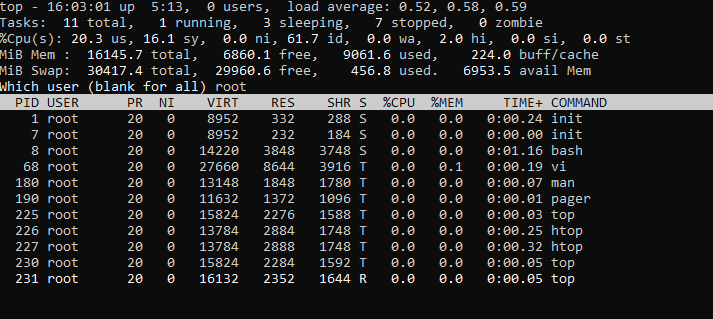 top - 16:03:01 up  5:13,  0 users,  load average: 0.52, 0.58, 0.59
Tasks:  11 total,   1 running,   3 sleeping,   7 stopped,   0 zombie
%Cpu(s): 20.3 us, 16.1 sy,  0.0 ni, 61.7 id,  0.0 wa,  2.0 hi,  0.0 si,  0.0 st
MiB Mem :  16145.7 total,   6860.1 free,   9061.6 used,    224.0 buff/cache
MiB Swap:  30417.4 total,  29960.6 free,    456.8 used.   6953.5 avail Mem
Which user (blank for all) root
  PID USER      PR  NI    VIRT    RES    SHR S  %CPU  %MEM     TIME+ COMMAND
    1 root      20   0    8952    332    288 S   0.0   0.0   0:00.24 init
    7 root      20   0    8952    232    184 S   0.0   0.0   0:00.00 init
    8 root      20   0   14220   3848   3748 S   0.0   0.0   0:01.16 bash
   68 root      20   0   27660   8644   3916 T   0.0   0.1   0:00.19 vi
  180 root      20   0   13148   1848   1780 T   0.0   0.0   0:00.07 man
  190 root      20   0   11632   1372   1096 T   0.0   0.0   0:00.01 pager
  225 root      20   0   15824   2276   1588 T   0.0   0.0   0:00.03 top
  226 root      20   0   13784   2884   1748 T   0.0   0.0   0:00.25 htop
  227 root      20   0   13784   2888   1748 T   0.0   0.0   0:00.32 htop
  230 root      20   0   15824   2284   1592 T   0.0   0.0   0:00.05 top
  231 root      20   0   16132   2352   1644 R   0.0   0.0   0:00.05 top